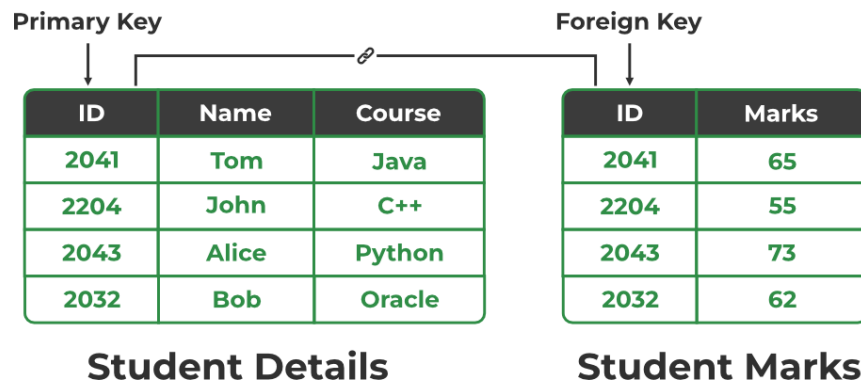 Primary Key
Foreign Key
ID Name Course
2041 Tom Java
2204 John C++
2043 Alice Python
2032 Bob Oracle
Student Details
ID Marks
2041 65
2204 55
2043 73
2032 62
Student Marks